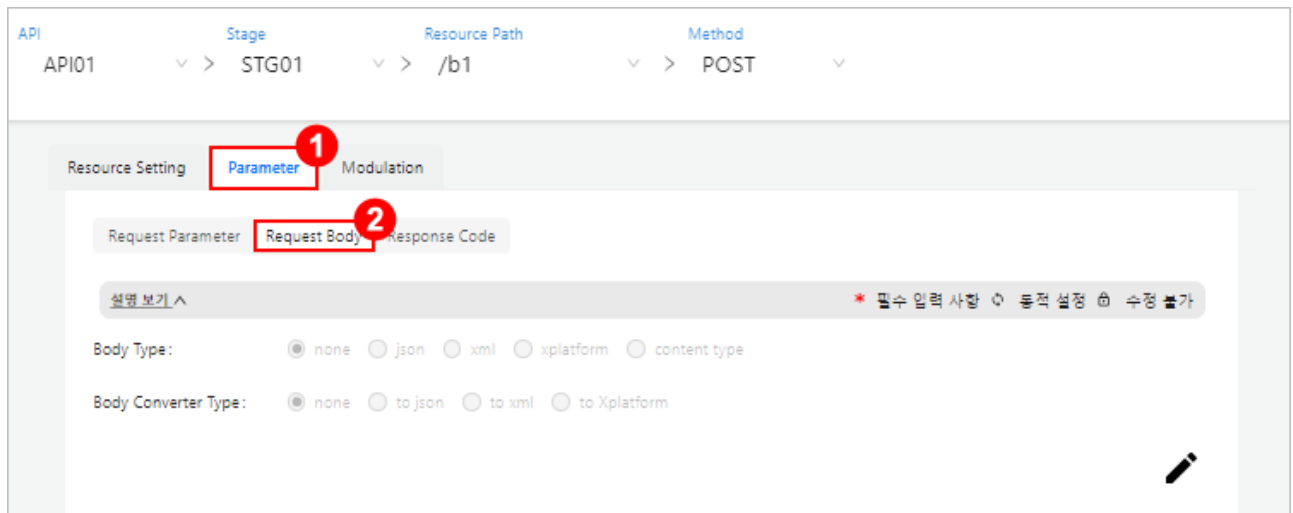 API Stage Resource Path Method
API01 > STG01 > /b1 > POST
1
Resource Setting Parameter Modulation
2
Request Parameter Request Body Response Code
설명 보기 * 필수 입력 사항 동적 설정 수정 불가
Body Type : none json xml xplatform content type
Body Converter Type : none to json to xml to Xplatform